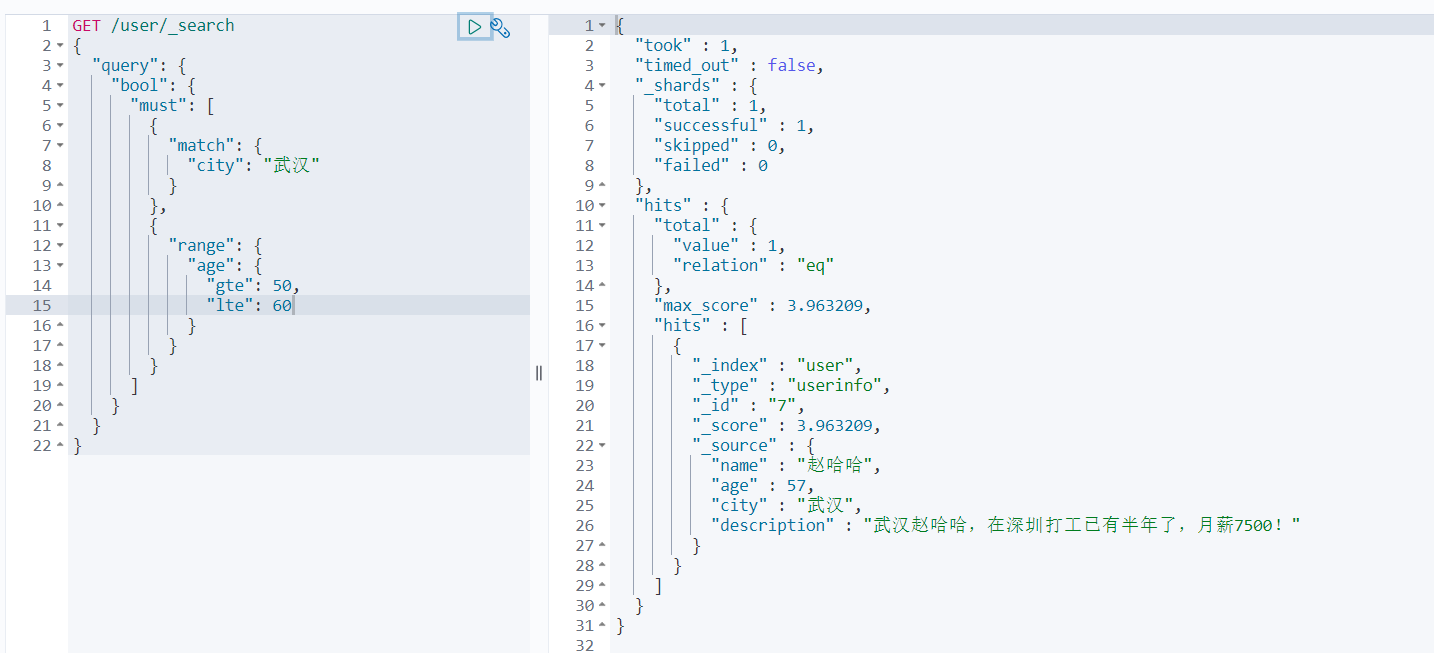 1 GET /user/_search
2 {
3 "query": {
4 "bool": {
5 "must": [
6 {
7 "match": {
8 "city": "武汉"
9 }
10 },
11 {
12 "range": {
13 "age": {
14 "gte": 50,
15 "lte": 60
16 }
17 }
18 }
19 ]
20 }
21 }
22 }
1 {
2 "took" : 1,
3 "timed_out" : false,
4 "_shards" : {
5 "total" : 1,
6 "successful" : 1,
7 "skipped" : 0,
8 "failed" : 0
9 },
10 "hits" : {
11 "total" : {
12 "value" : 1,
13 "relation" : "eq"
14 },
15 "max_score" : 3.963209,
16 "hits" : [
17 {
18 "_index" : "user",
19 "_type" : "userinfo",
20 "_id" : "7",
21 "_score" : 3.963209,
22 "_source" : {
23 "name" : "赵哈哈",
24 "age" : 57,
25 "city" : "武汉",
26 "description" : "武汉赵哈哈，在深圳打工已有半年了，月薪7500！"
27 }
28 }
29 ]
30 }
31 }
32